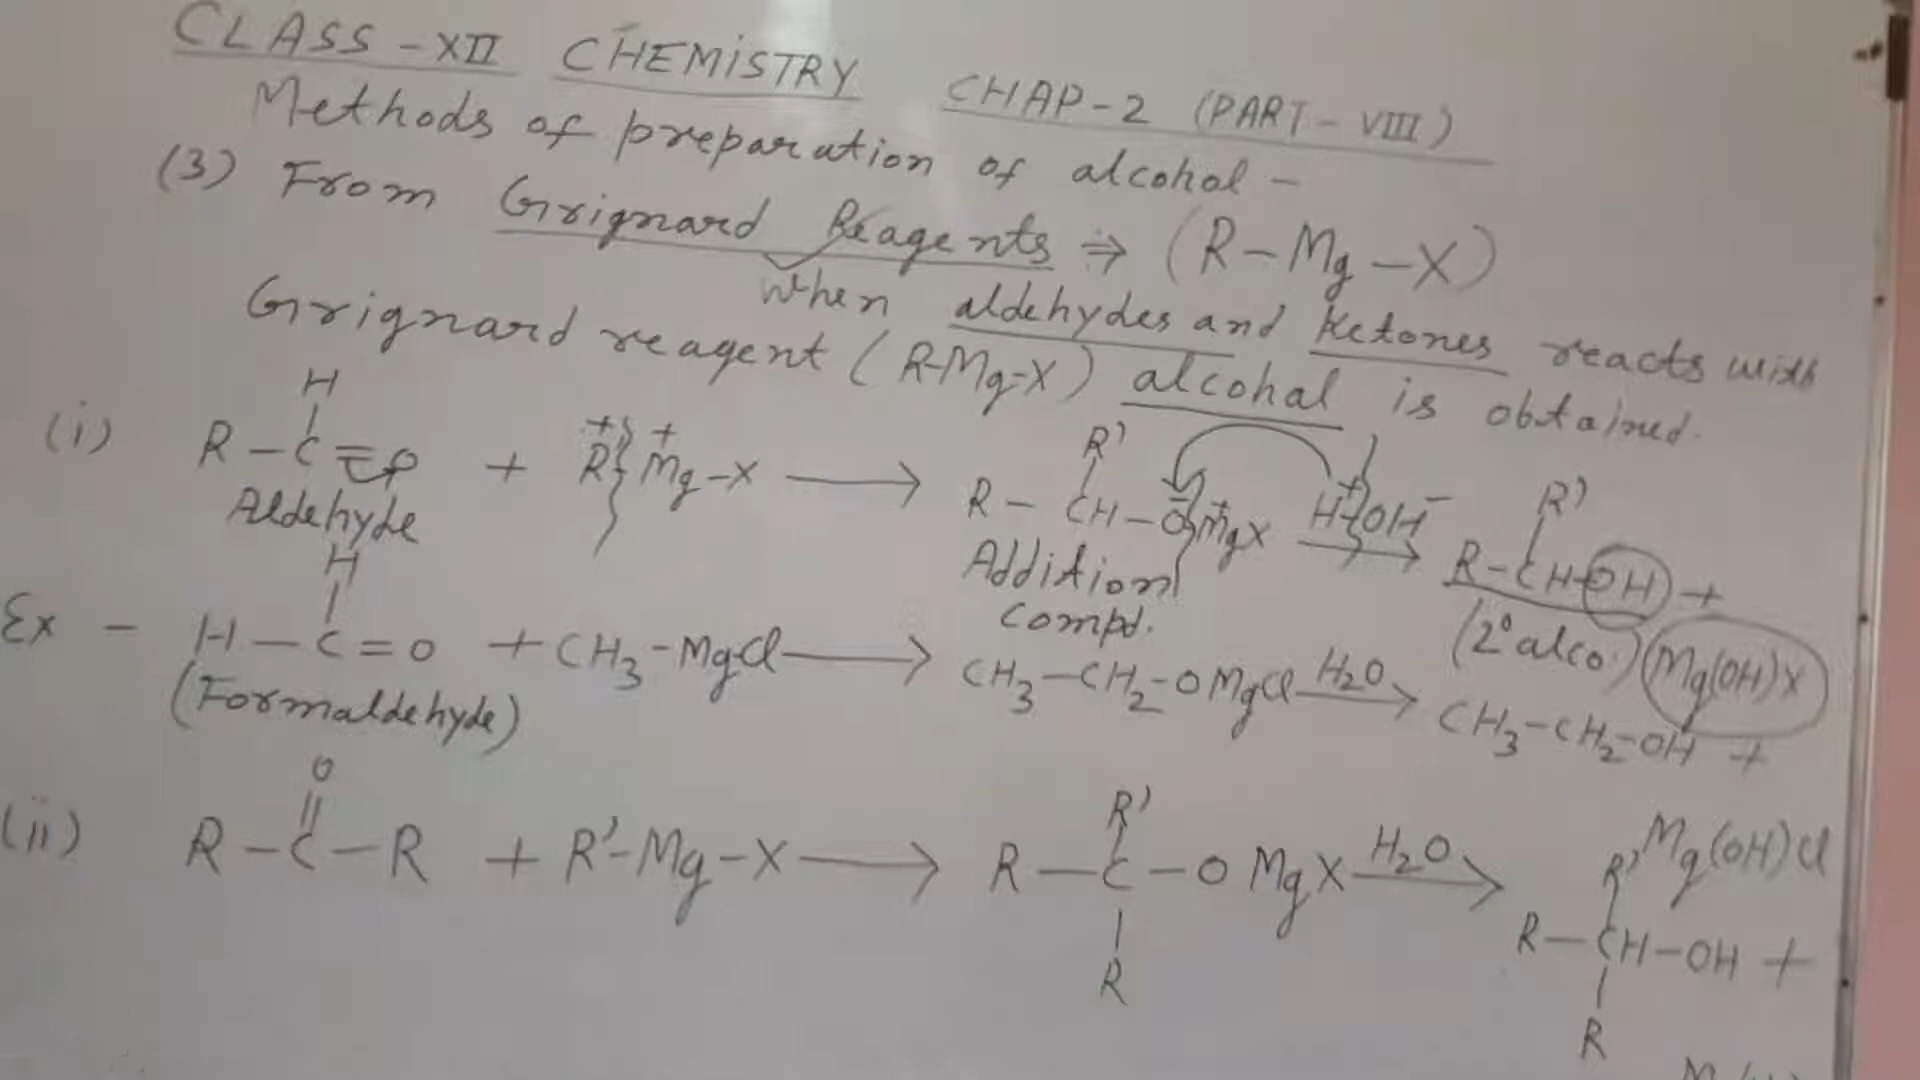 CLASS-XII CHEMISTRY CHAP-2 (PART-VIII)
Methods of preparation of alcohal -
(3) From Grignard Reagents ⇒ (R-Mg-X)
when aldehydes and Ketones reacts with
Grignard reagent (R-Mg-X) alcohal is obtained.
H R'
(i) R-C=O + R Mg-X ⟶ R-CH-O MgX H OH ⟶ R-CH-OH +
+ + - + + - R'
Aldehyde Addition Compd. (2° alco.) Mg(OH)X
H
Ex - H-C=O + CH3-MgCl ⟶ CH3-CH2-OMgCl H2O ⟶ CH3-CH2-OH +
(Formaldehyde) Mg(OH)Cl
O R' R'
(ii) R-C-R + R'-Mg-X ⟶ R-C-O MgX H2O ⟶ R-CH-OH +
R R